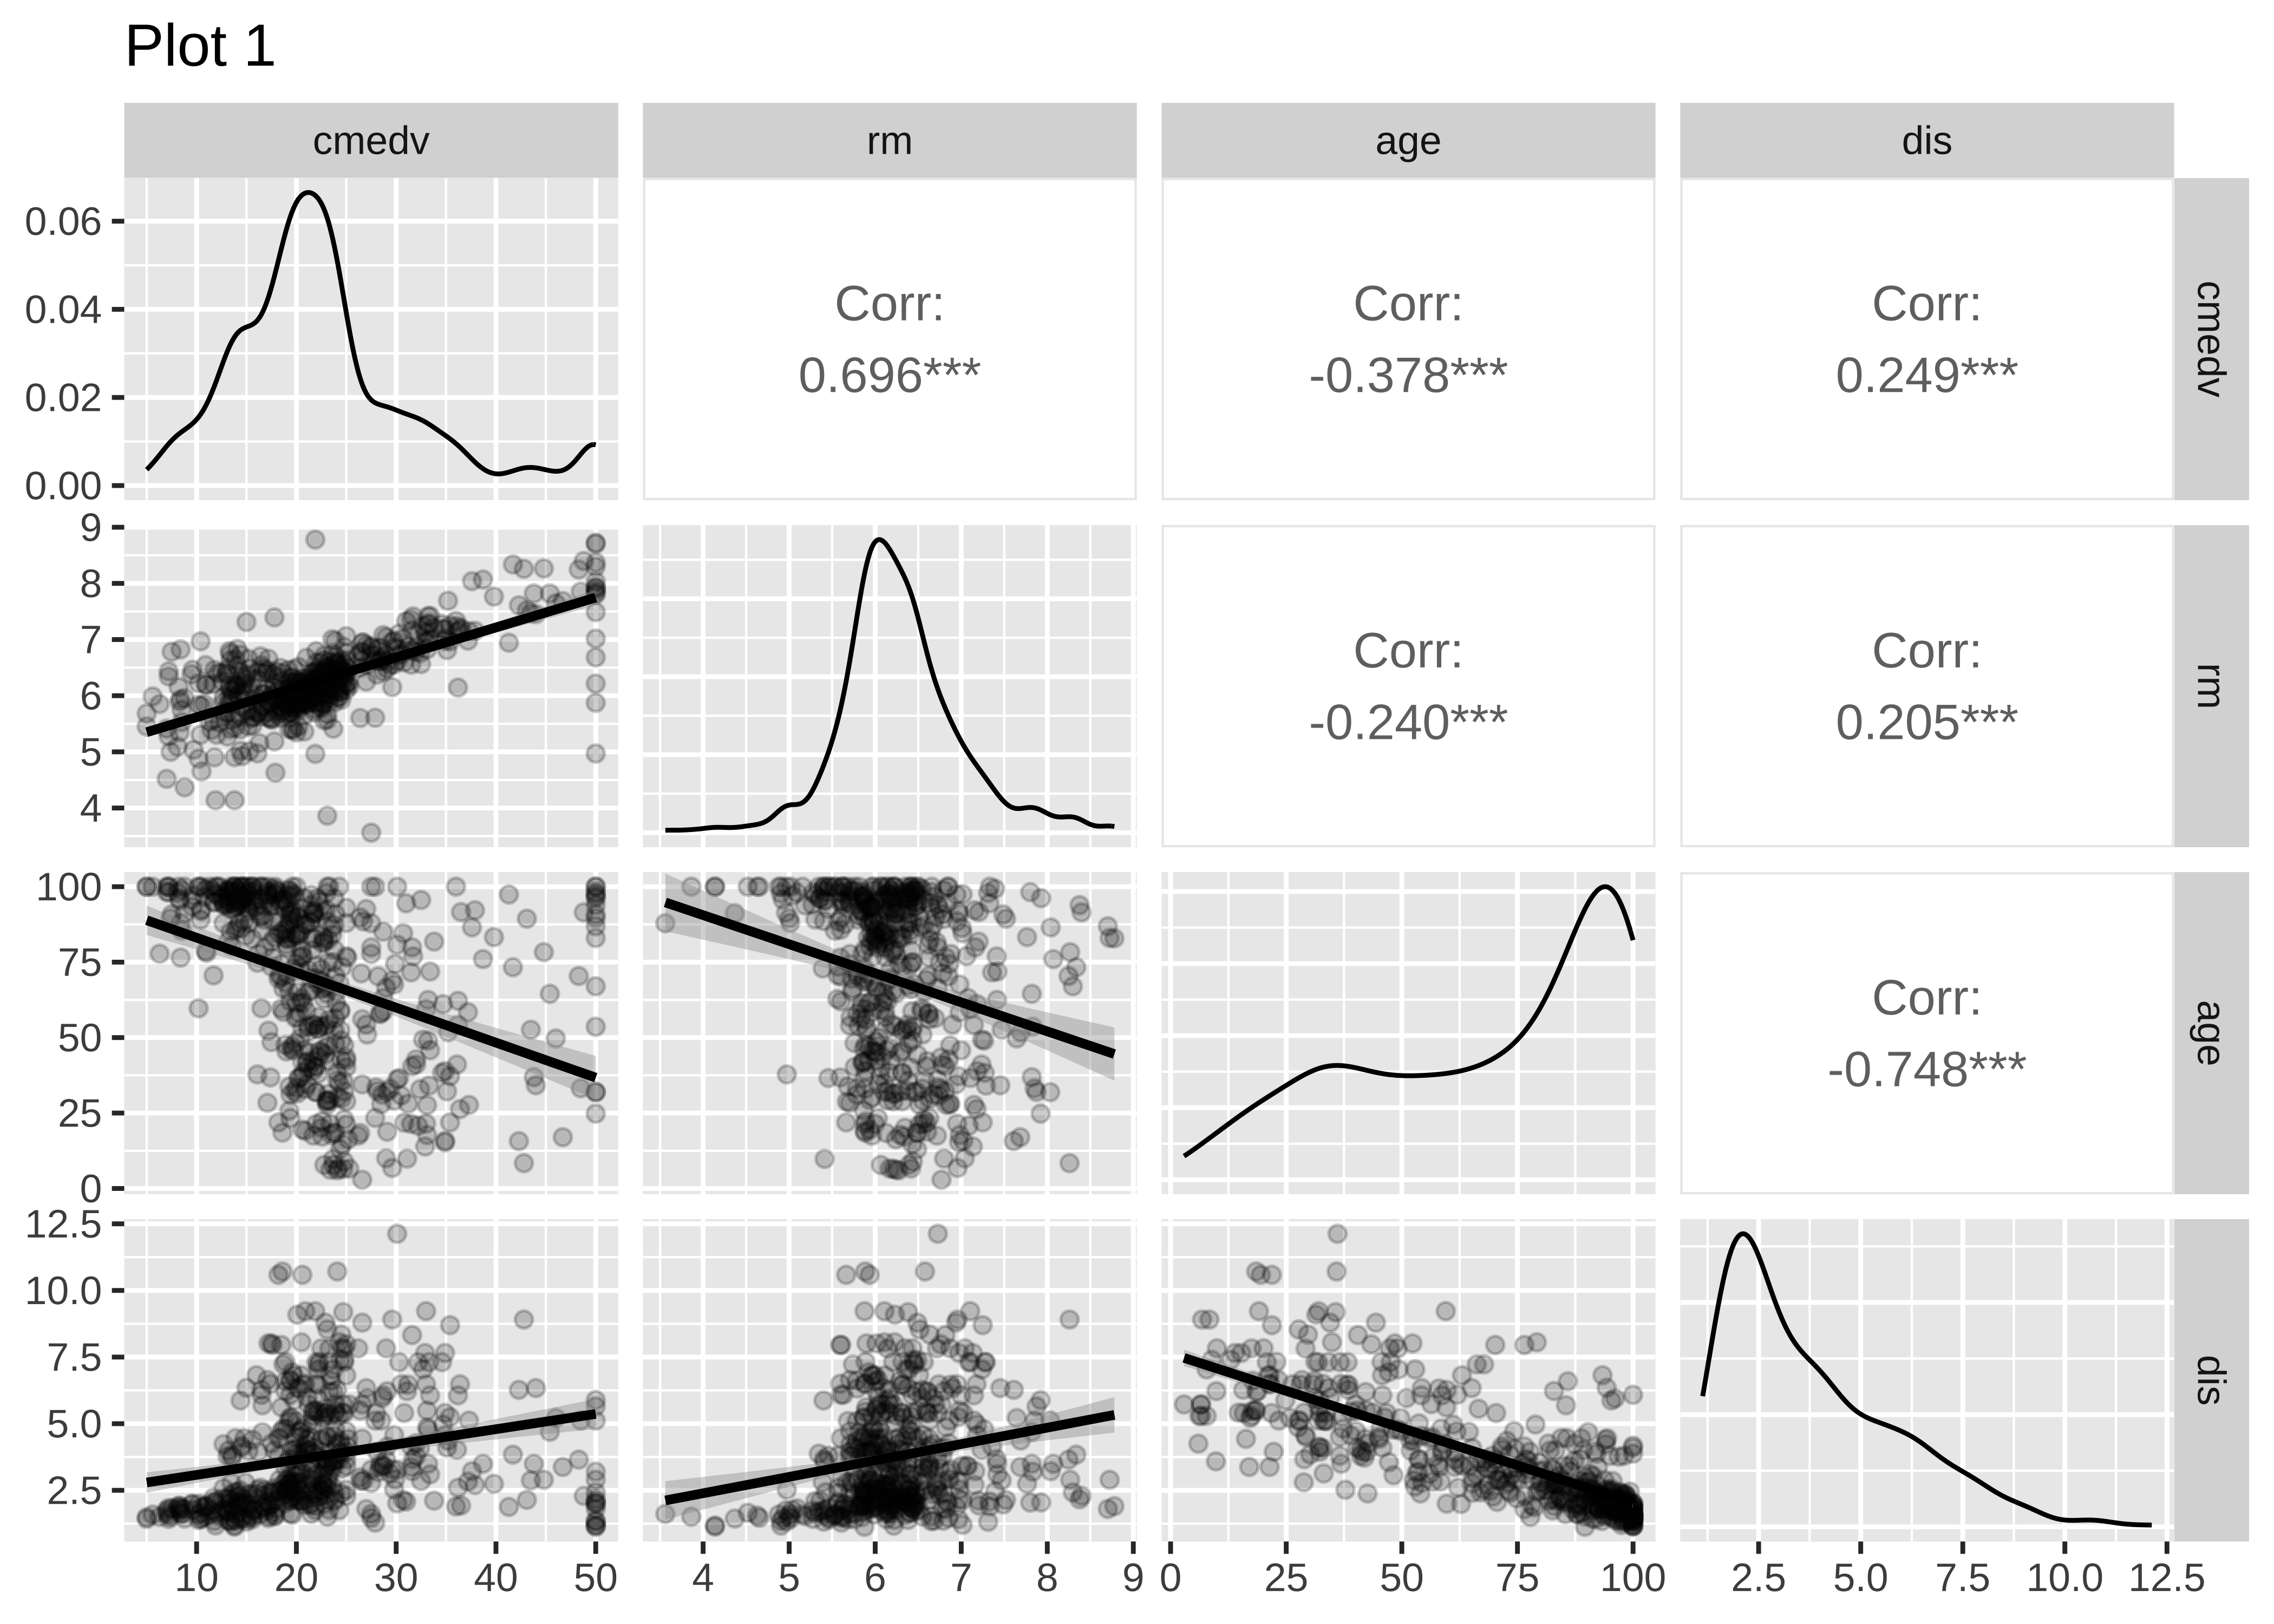 Plot 1
cmedv
rm
age
dis
0.06
0.04
0.02
0.00
Corr:
0.696***
Corr:
-0.378***
Corr:
0.249***
cmedv
9
8
7
6
5
4
Corr:
-0.240***
Corr:
0.205***
rm
100
75
50
25
0
Corr:
-0.748***
age
12.5
10.0
7.5
5.0
2.5
dis
10 20 30 40 50
4 5 6 7 8 9
0 25 50 75 100
2.5 5.0 7.5 10.0 12.5